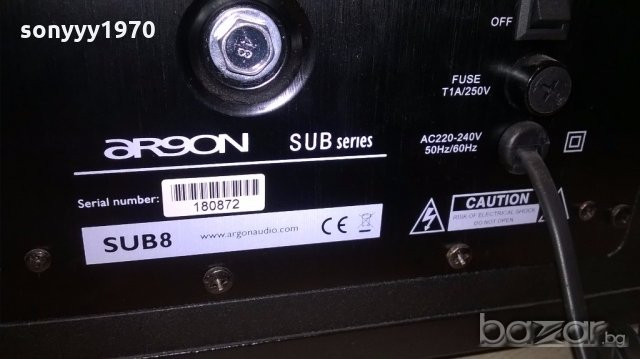 sonyyy1970
OFF
8
FUSE
T1A/250V
ARGON SUB series
AC220-240V
50Hz/60Hz
Serial number:
180872
CAUTION
RISK OF ELECTRICAL SHOCK
DO NOT OPEN
SUB8 www.argonaudio.com CE
bazar.bg